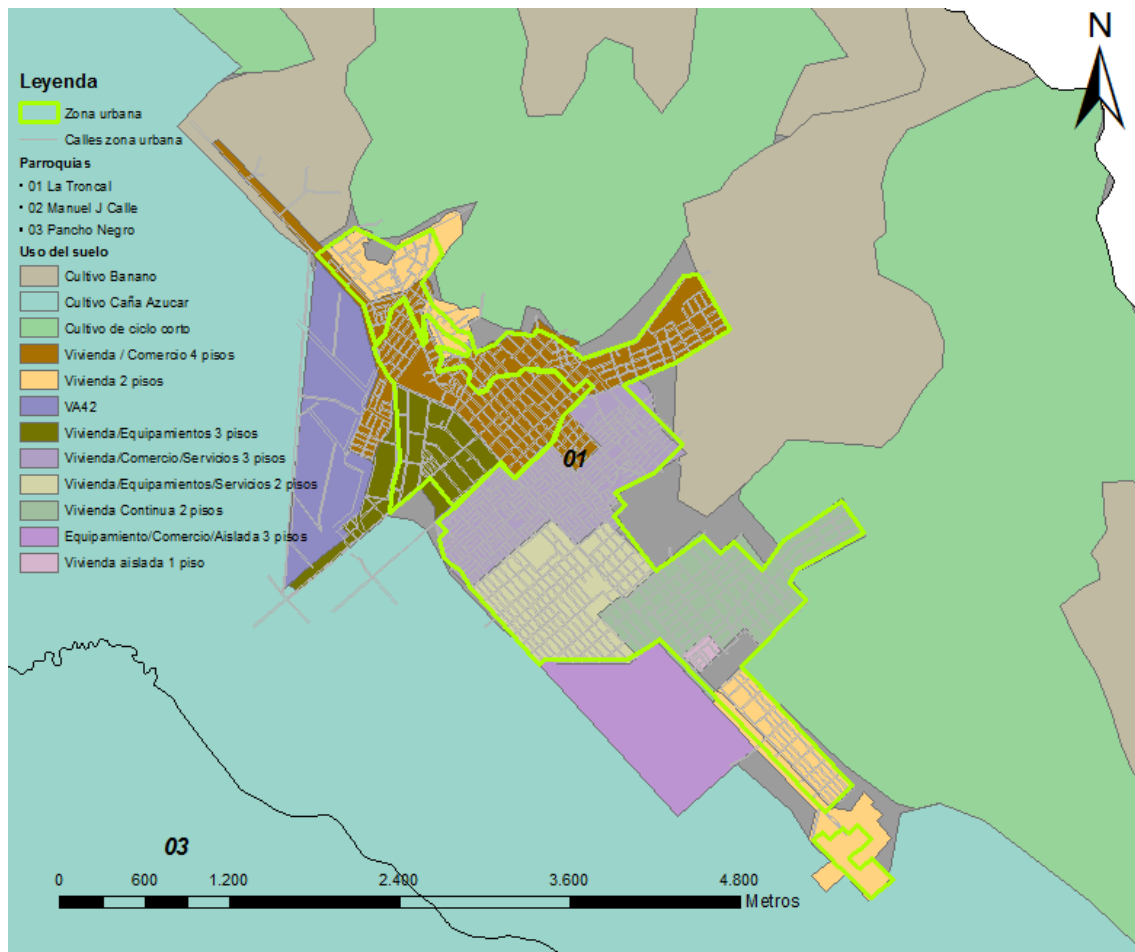 N
Leyenda
Zona urbana
Calles zona urbana
Parroquias
• 01 La Troncal
• 02 Manuel J Calle
• 03 Pancho Negro
Uso del suelo
Cultivo Banano
Cultivo Caña Azucar
Cultivo de ciclo corto
Vivienda / Comercio 4 pisos
Vivienda 2 pisos
VA42
Vivienda/Equipamientos 3 pisos
Vivienda/Comercio/Servicios 3 pisos
Vivienda/Equipamientos/Servicios 2 pisos
Vivienda Continua 2 pisos
Equipamiento/Comercio/Aislada 3 pisos
Vivienda aislada 1 piso
01
03
0 600 1.200 2.400 3.600 4.800
Metros